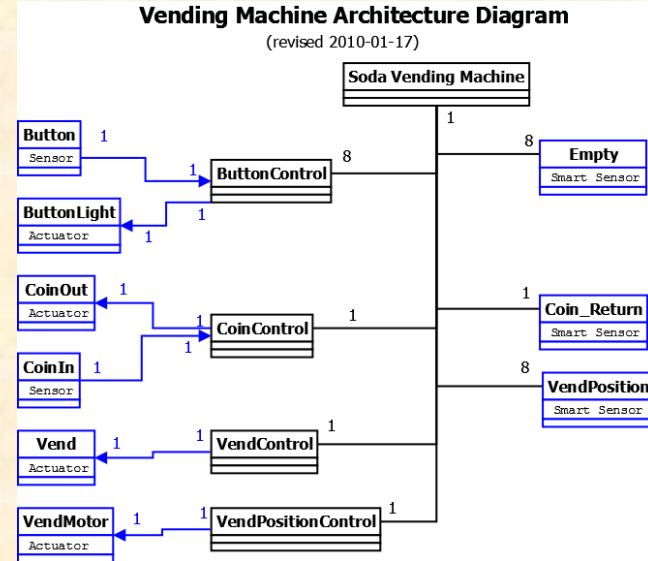 Vending Machine Architecture Diagram
(revised 2010-01-17)
Soda Vending Machine
1
Button
Sensor
1
1
ButtonControl
8
8
Empty
Smart Sensor
ButtonLight
Actuator
1
1
CoinOut
Actuator
1
1
CoinControl
1
1
Coin_Return
Smart Sensor
CoinIn
Sensor
1
1
8
VendPosition
Smart Sensor
Vend
Actuator
1
1
VendControl
1
VendMotor
Actuator
1
1
VendPositionControl
1